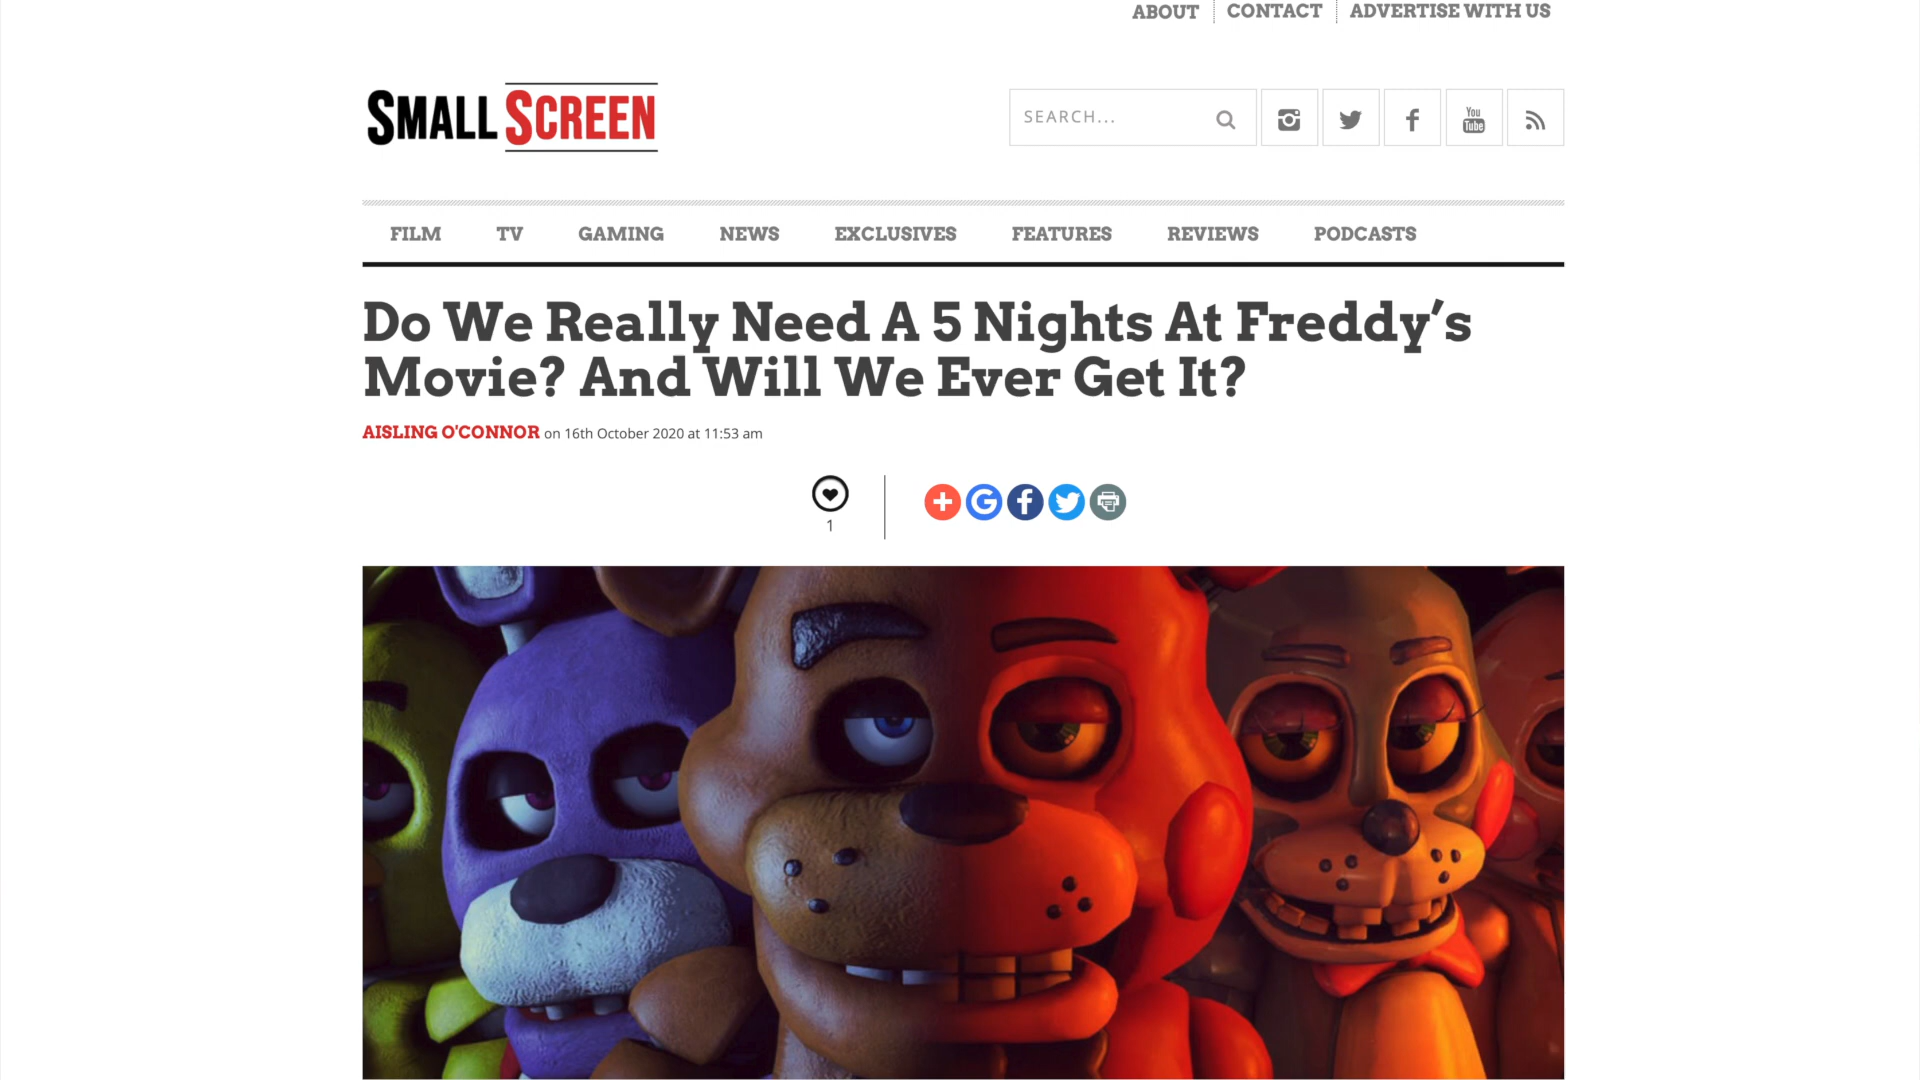 ABOUT CONTACT ADVERTISE WITH US
SMALL SCREEN
SEARCH...
You
Tube
FILM TV GAMING NEWS EXCLUSIVES FEATURES REVIEWS PODCASTS
Do We Really Need A 5 Nights At Freddy’s
Movie? And Will We Ever Get It?
AISLING O'CONNOR on 16th October 2020 at 11:53 am
1